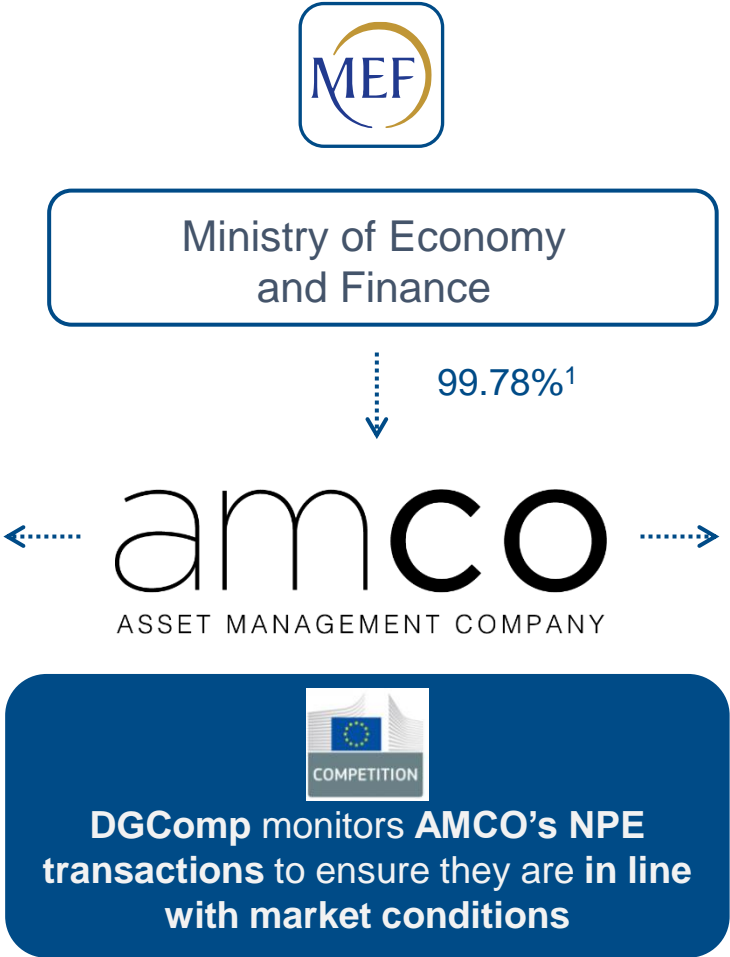 MEF
Ministry of Economy
and Finance
99.78%¹
amco
ASSET MANAGEMENT COMPANY
COMPETITION
DGComp monitors AMCO’s NPE
transactions to ensure they are in line
with market conditions